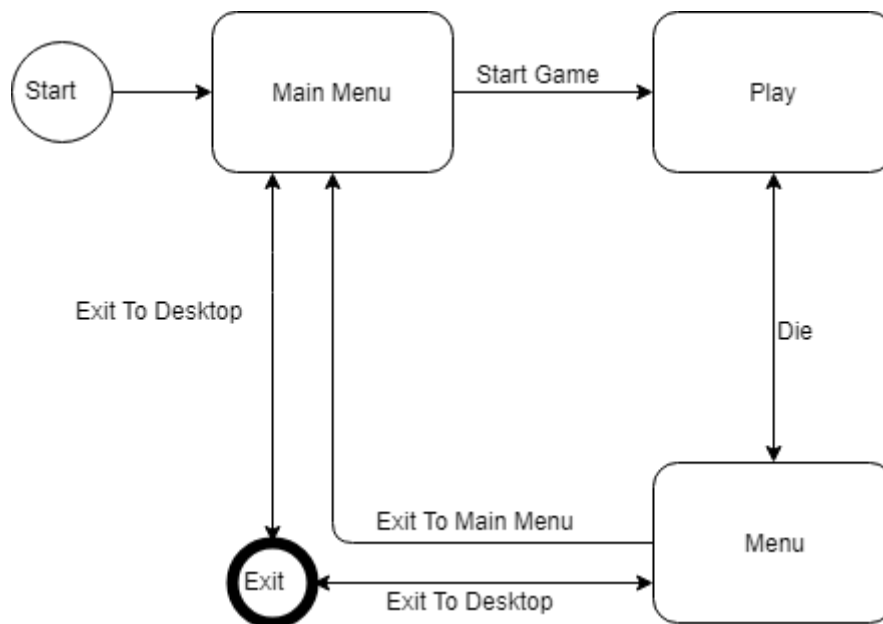 Start
Main Menu
Start Game
Play
Exit To Desktop
Die
Exit To Main Menu
Menu
Exit
Exit To Desktop